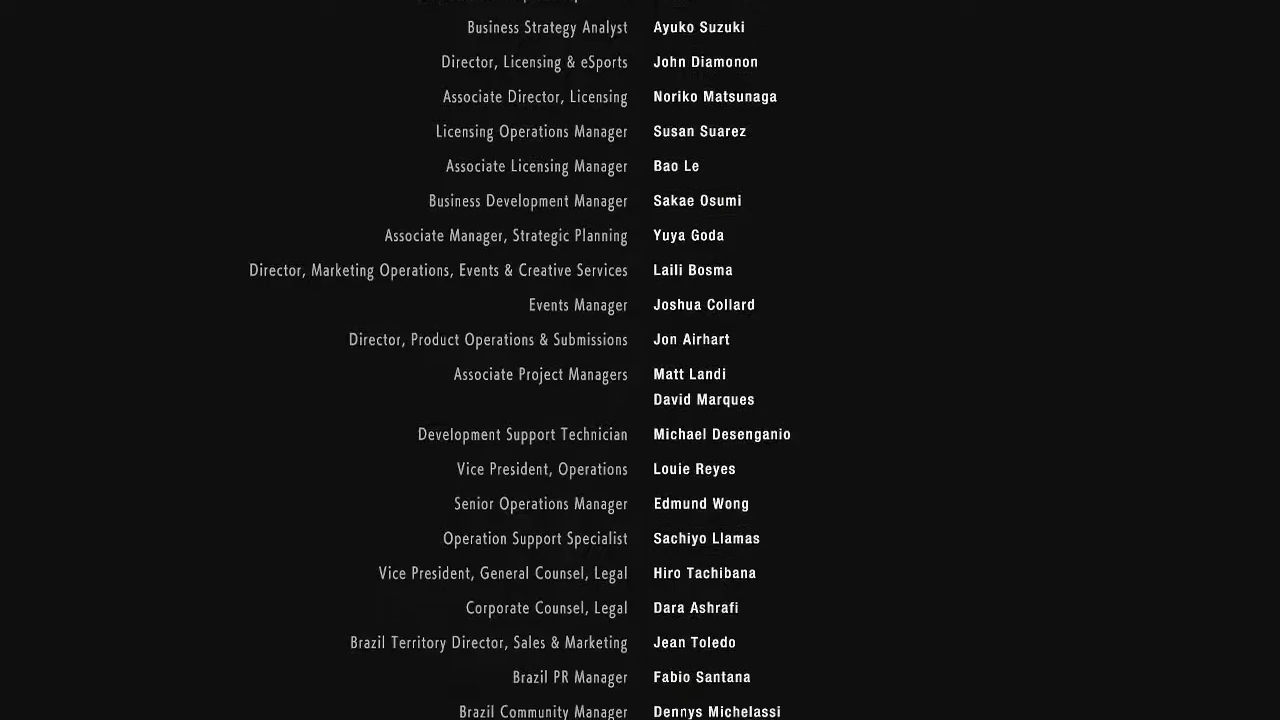 Business Strategy Analyst Ayuko Suzuki
Director, Licensing & eSports John Diamonon
Associate Director, Licensing Noriko Matsunaga
Licensing Operations Manager Susan Suarez
Associate Licensing Manager Bao Le
Business Development Manager Sakae Osumi
Associate Manager, Strategic Planning Yuya Goda
Director, Marketing Operations, Events & Creative Services Laili Bosma
Events Manager Joshua Collard
Director, Product Operations & Submissions Jon Airhart
Associate Project Managers Matt Landi
David Marques
Development Support Technician Michael Desenganio
Vice President, Operations Louie Reyes
Senior Operations Manager Edmund Wong
Operation Support Specialist Sachiyo Llamas
Vice President, General Counsel, Legal Hiro Tachibana
Corporate Counsel, Legal Dara Ashrafi
Brazil Territory Director, Sales & Marketing Jean Toledo
Brazil PR Manager Fabio Santana
Brazil Community Manager Dennys Michelassi